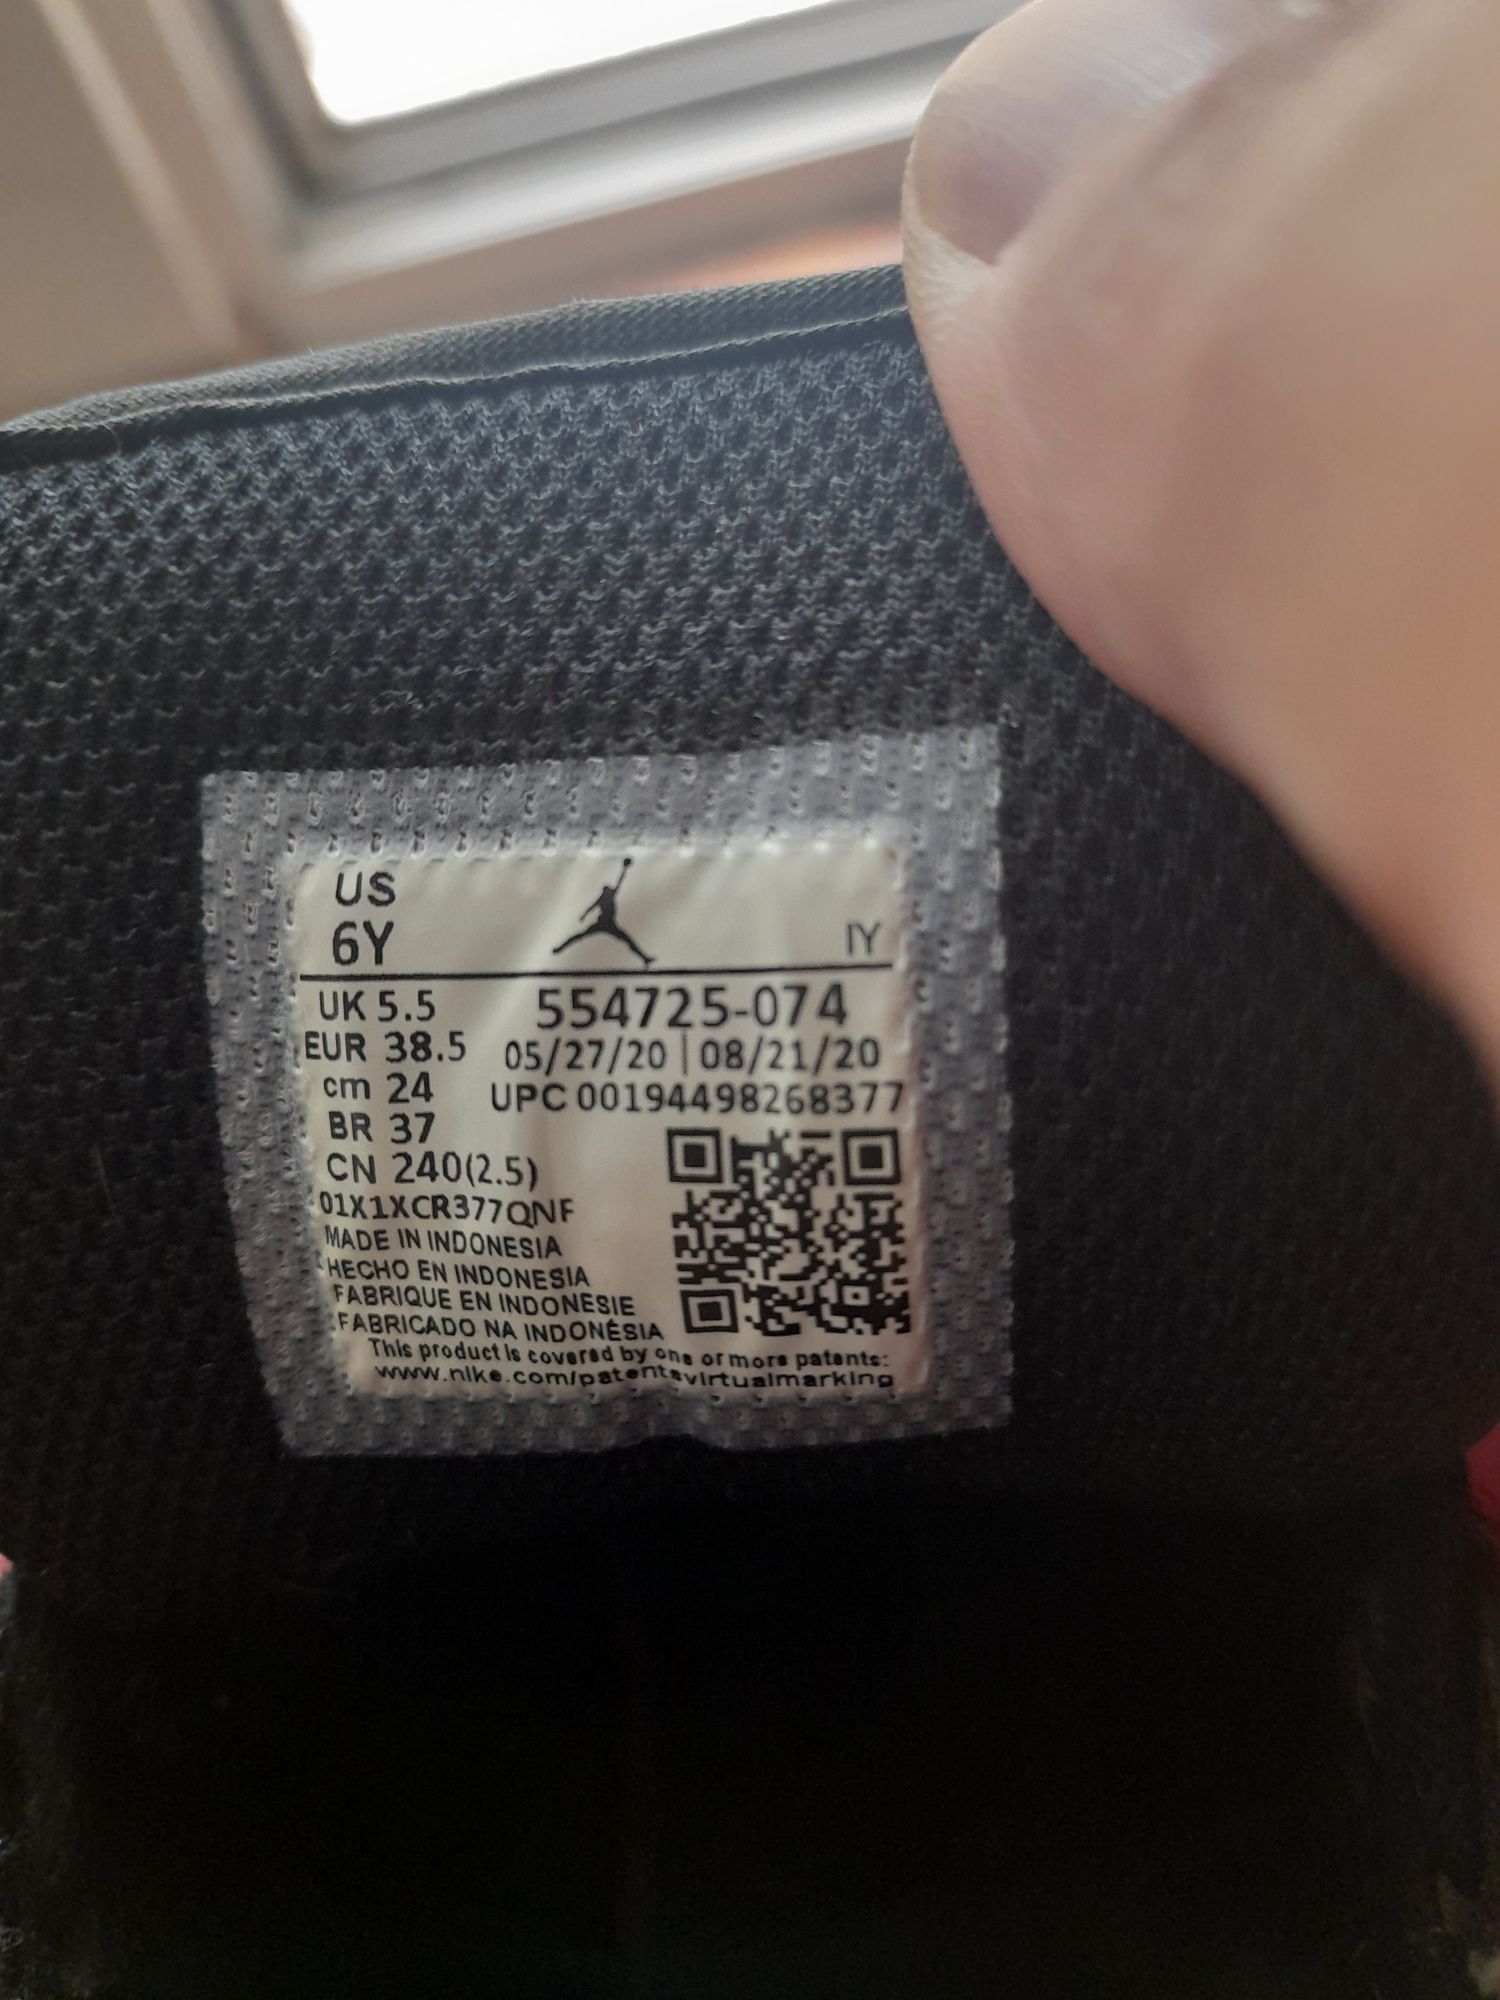 US
6Y
IY
UK 5.5
EUR 38.5
cm 24
BR 37
CN 240(2.5)
554725-074
05/27/20 | 08/21/20
UPC 00194498268377
01X1XCR377QNF
MADE IN INDONESIA
HECHO EN INDONESIA
FABRIQUE EN INDONESIE
FABRICADO NA INDONÉSIA
This product is covered by one or more patents:
www.nike.com/patentsvirtualmarking